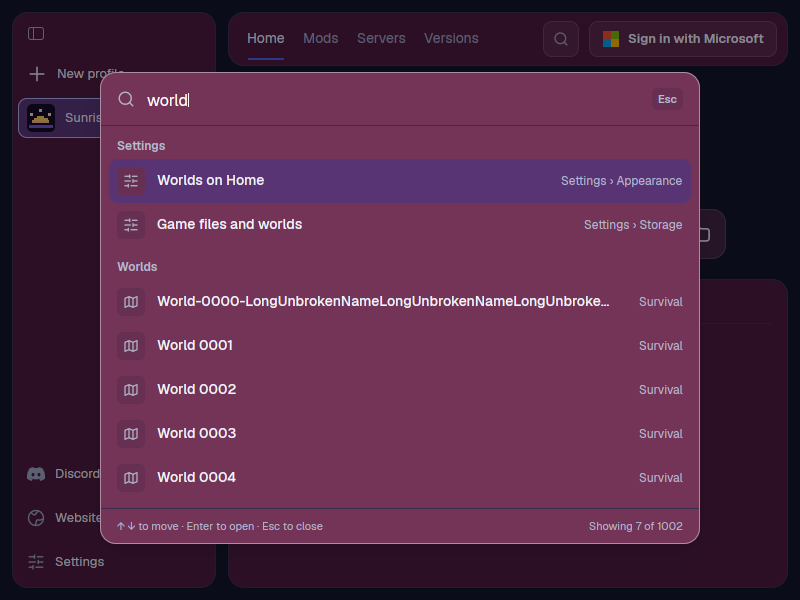 Home Mods Servers Versions Sign in with Microsoft
New profile
Sunris
world Esc
Settings
Worlds on Home Settings › Appearance
Game files and worlds Settings › Storage
Worlds
World-0000-LongUnbrokenNameLongUnbrokenNameLongUnbroke... Survival
World 0001 Survival
World 0002 Survival
World 0003 Survival
World 0004 Survival
Discord
Website
Settings
↑↓ to move · Enter to open · Esc to close Showing 7 of 1002